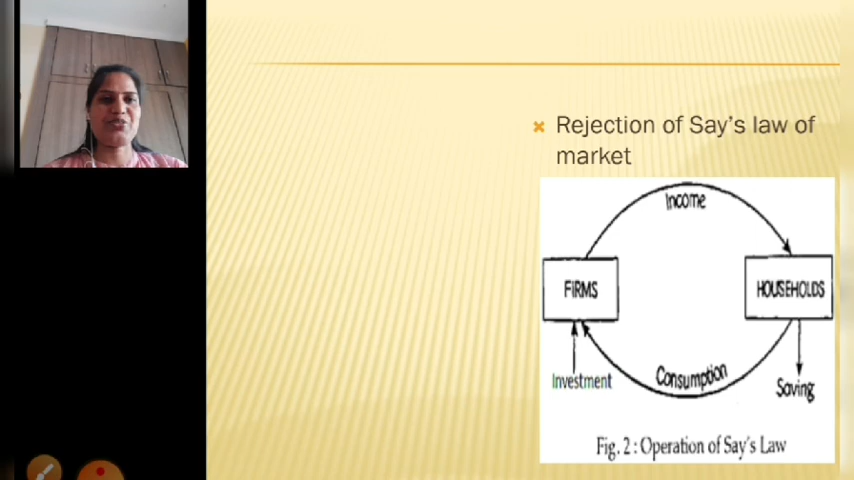 Rejection of Say's law of
market
Income
FIRMS
HOUSEHOLDS
Investment
Consumption
Saving
Fig. 2 : Operation of Say's Law